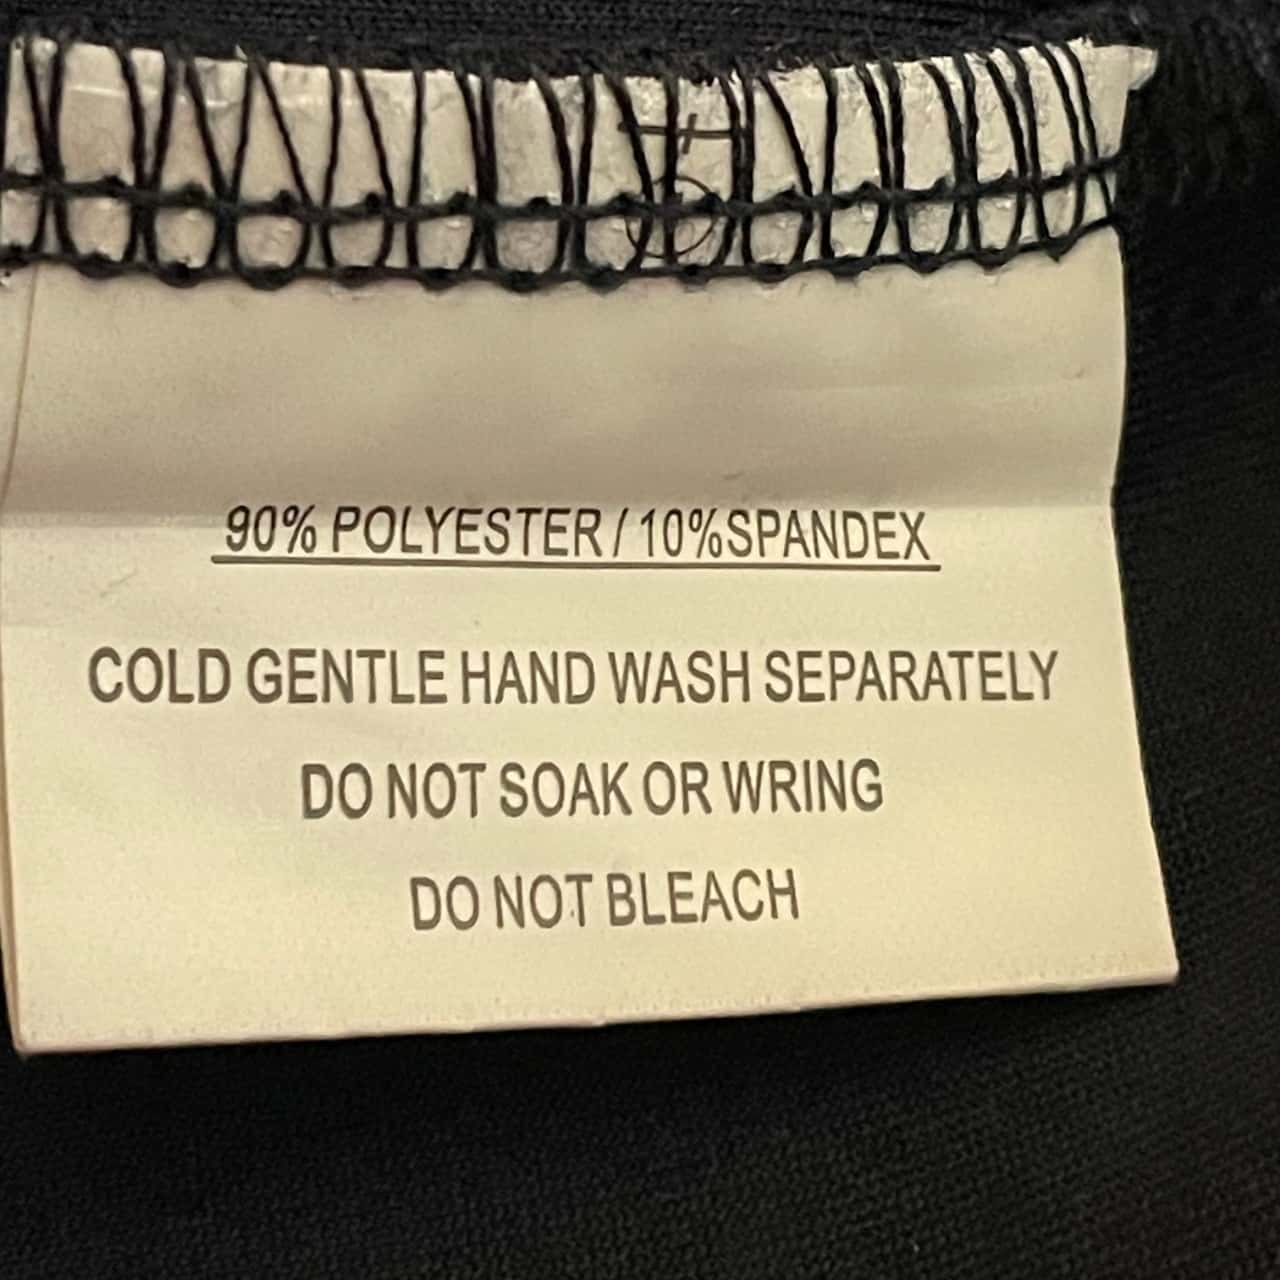 90% POLYESTER / 10%SPANDEX
COLD GENTLE HAND WASH SEPARATELY
DO NOT SOAK OR WRING
DO NOT BLEACH